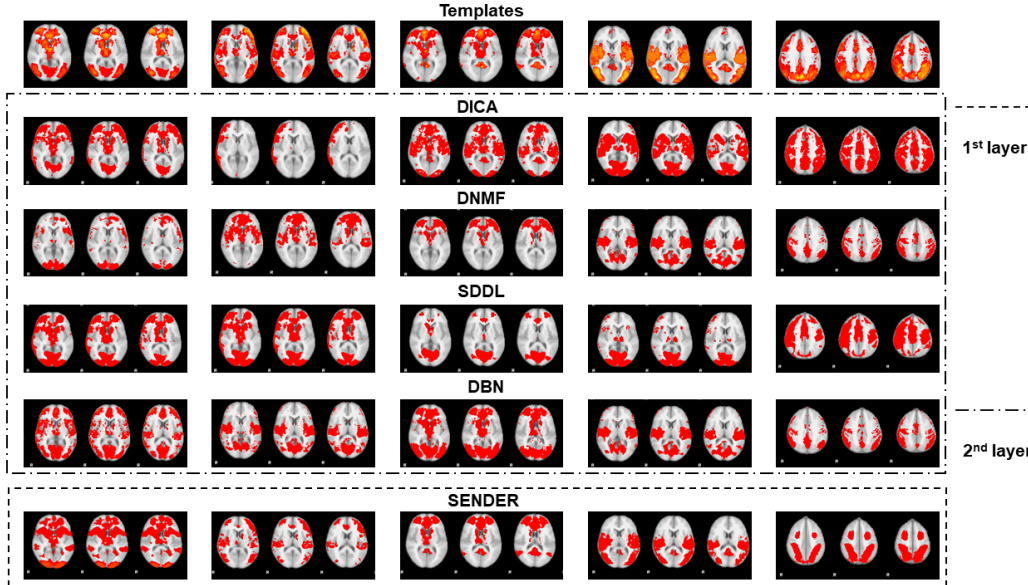 Templates
DICA
1st layer
DNMF
SDDL
DBN
2nd layer
SENDER